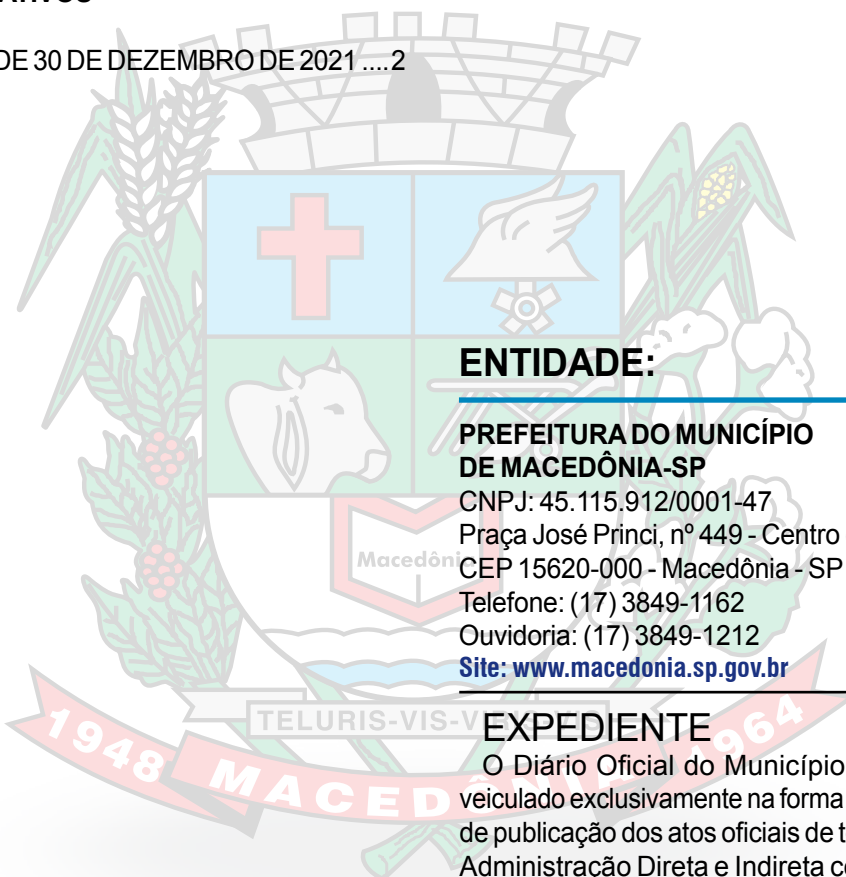 DE 30 DE DEZEMBRO DE 2021 ....2
ENTIDADE:
PREFEITURA DO MUNICÍPIO
DE MACEDÔNIA-SP
CNPJ: 45.115.912/0001-47
Praça José Princi, nº 449 - Centro
CEP 15620-000 - Macedônia - SP
Telefone: (17) 3849-1162
Ouvidoria: (17) 3849-1212
Site: www.macedonia.sp.gov.br
EXPEDIENTE
O Diário Oficial do Município
veiculado exclusivamente na forma
de publicação dos atos oficiais de t
Administração Direta e Indireta co
Macedôni
TELURIS-VIS-
1948 MACEDÔNIA 1964